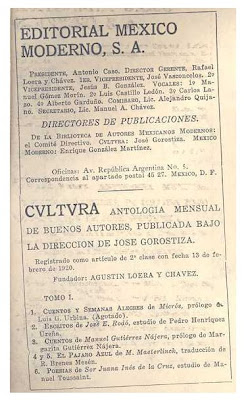 EDITORIAL MEXICO
MODERNO, S. A.
PRESIDENTE, Antonio Caso. DIRECTOR GERENTE, Rafael
Loera y Chávez. 1ER. VICEPRESIDENTE, José Vasconcelos. 2º
VICEPRESIDENTE, Jesús B. González. VOCALES: 1º Ma-
nuel Gómez Morín. 2º Luis Castillo Ledón. 3º Carlos La-
zo. 4º Alberto Garduño. COMISARIO, Lic. Alejandro Quija-
no. SECRETARIO, Lic. Manuel A. Chávez.
DIRECTORES DE PUBLICACIONES.
DE LA BIBLIOTECA DE AUTORES MEXICANOS MODERNOS:
el Comité Directivo. CVLTVRA: José Gorostiza. MEXICO
MODERNO: Enrique González Martínez.
Oficinas: Av. República Argentina No. 5.
Correspondencia al apartado postal 46 27. MEXICO, D. F.
CVLTVRA ANTOLOGIA MENSUAL
DE BUENOS AUTORES, PUBLICADA BAJO
LA DIRECCION DE JOSE GOROSTIZA.
Registrado como artículo de 2ª clase con fecha 13 de fe-
brero de 1920.
Fundador: AGUSTIN LOERA Y CHAVEZ.
TOMO I.
1. CUENTOS Y SEMANAS ALEGRES de Micrós, prólogo de
Luis G. Urbina. (Agotado).
2. ESCRITOS de José E. Rodó, estudio de Pedro Henríquez
Ureña.
3. CUENTOS de Manuel Gutiérrez Nájera, prólogo de Mar-
garita Gutiérrez Nájera.
4 y 5. EL PAJARO AZUL de M. Maeterlinck, traducción de
R. Brenes Mesén.
6. POESIAS de Sor Juana Inés de la Cruz, estudio de Ma-
nuel Toussaint.